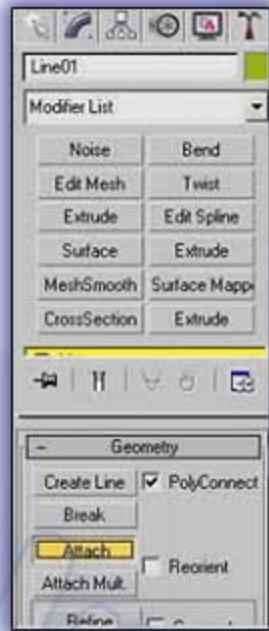 Line01
Modifier List
Noise Bend
Edit Mesh Twist
Extrude Edit Spline
Surface Extrude
MeshSmooth Surface Mapp
CrossSection Extrude
- Geometry
Create Line PolyConnect
Break
Attach
Reorient
Attach Mult.
Refine